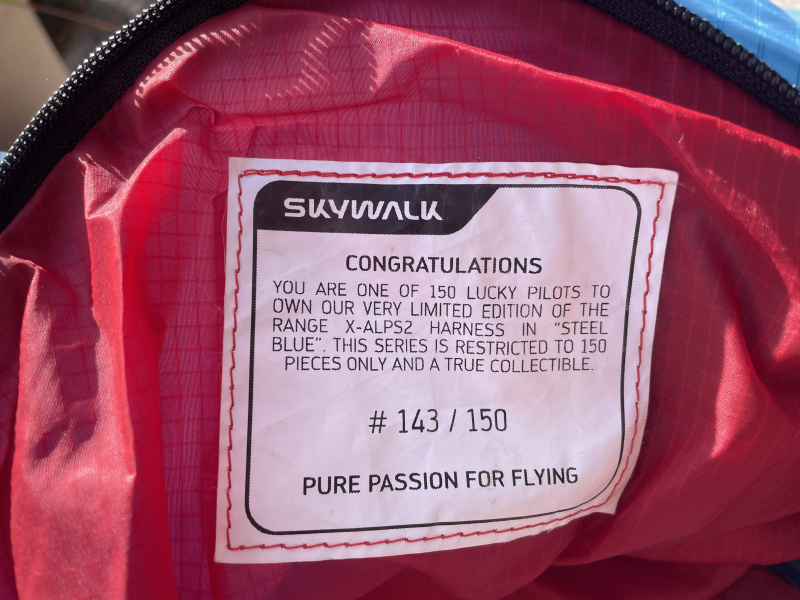 SKYWALK
CONGRATULATIONS
YOU ARE ONE OF 150 LUCKY PILOTS TO
OWN OUR VERY LIMITED EDITION OF THE
RANGE X-ALPS2 HARNESS IN "STEEL
BLUE". THIS SERIES IS RESTRICTED TO 150
PIECES ONLY AND A TRUE COLLECTIBLE.
# 143 / 150
PURE PASSION FOR FLYING